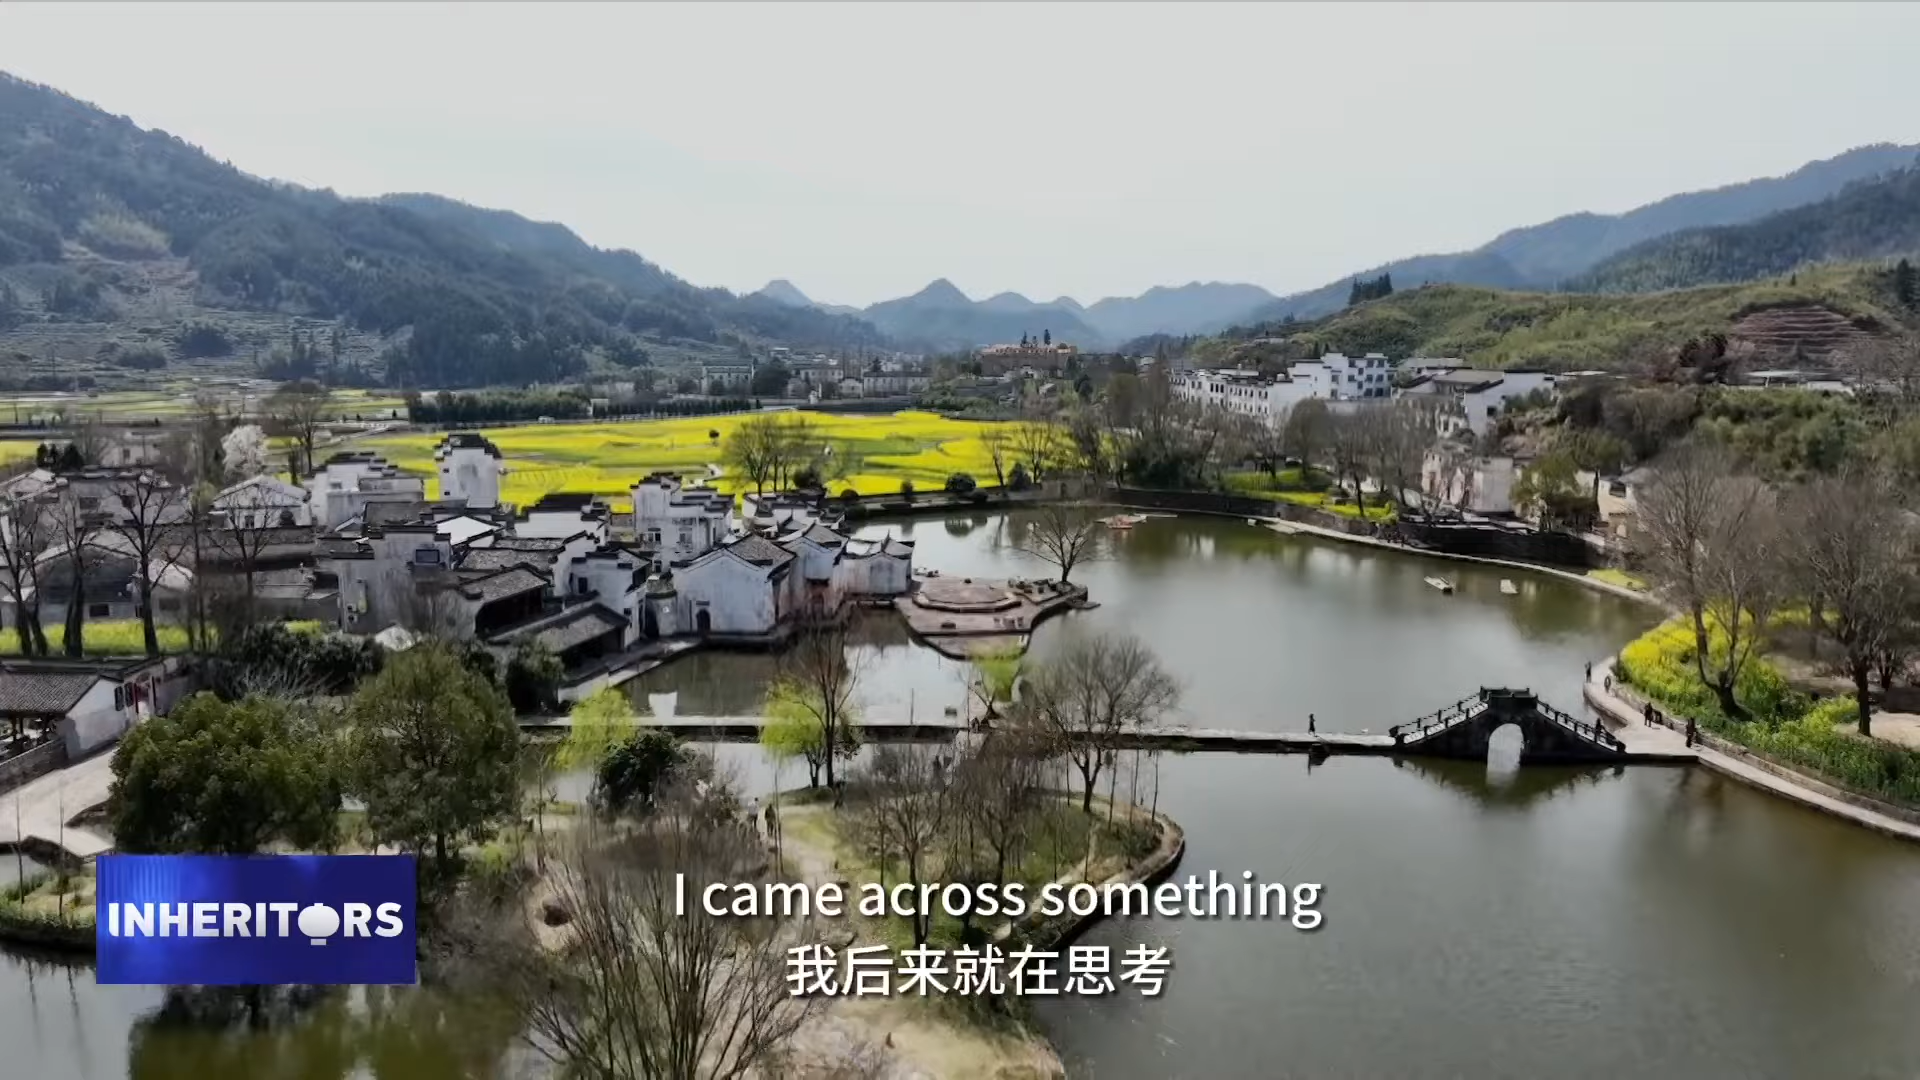 INHERITORS
I came across something
我后来就在思考